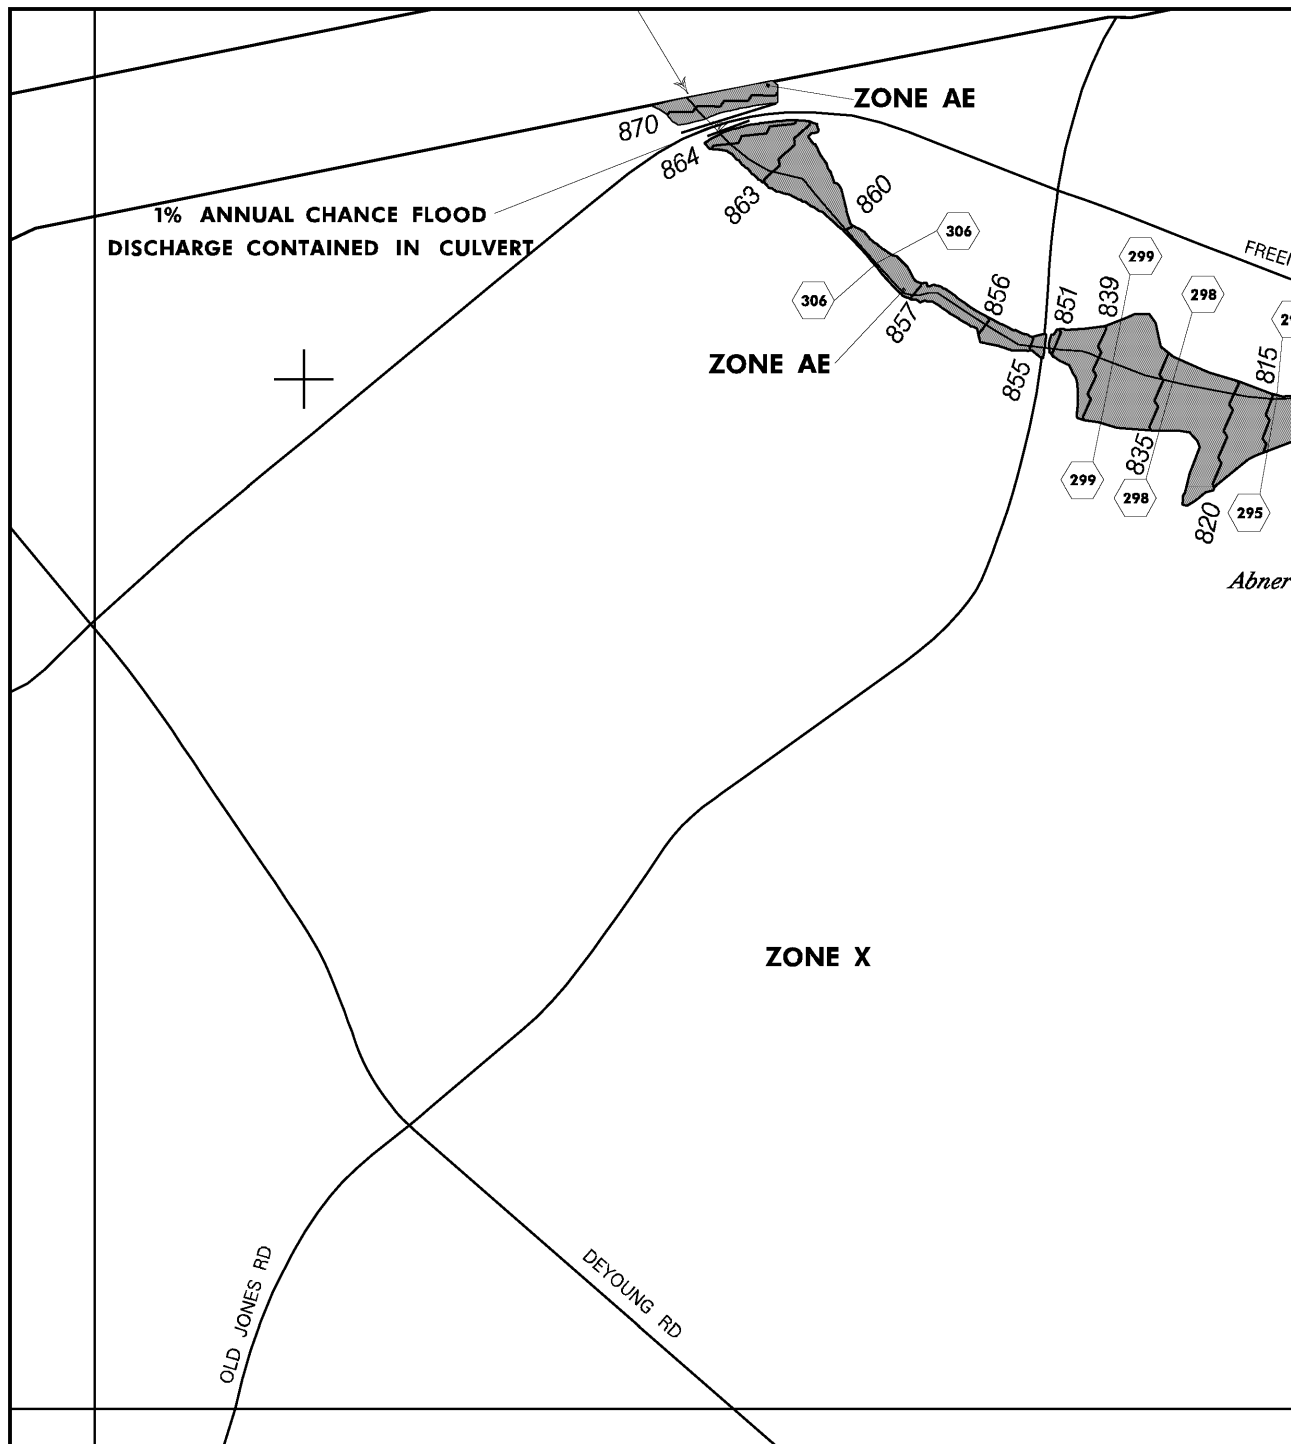 ZONE AE
870
864
863
860
1% ANNUAL CHANCE FLOOD
DISCHARGE CONTAINED IN CULVERT
306
306
857
856
ZONE AE
855
851
839
299
298
815
299
835
298
820
295
Abner
ZONE X
OLD JONES RD
DEYOUNG RD